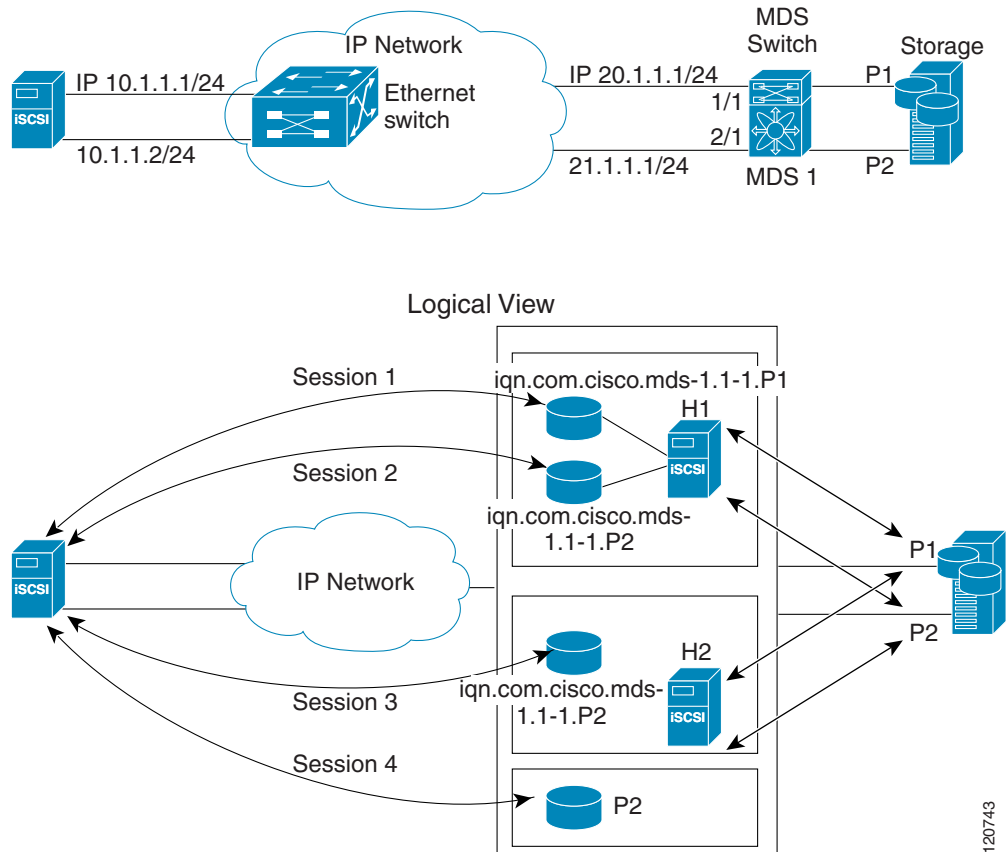 MDS
Switch
Storage
IP Network
IP 10.1.1.1/24
IP 20.1.1.1/24
P1
Ethernet
switch
1/1
iSCSI
2/1
10.1.1.2/24
21.1.1.1/24
MDS 1
P2
Logical View
Session 1
iqn.com.cisco.mds-1.1-1.P1
H1
Session 2
iSCSI
iqn.com.cisco.mds-
1.1-1.P2
P1
iSCSI
IP Network
P2
H2
Session 3
iqn.com.cisco.mds-
1.1-1.P2
iSCSI
Session 4
P2
120743